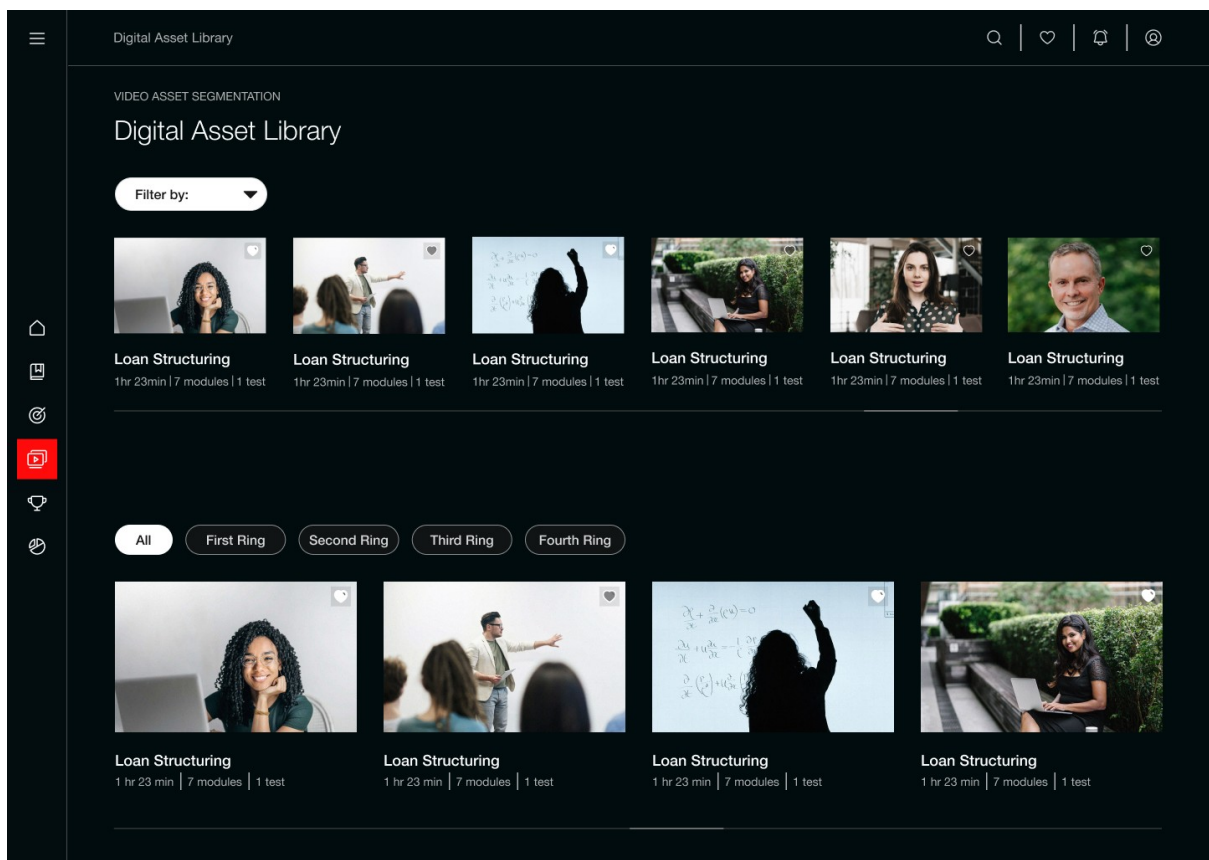 Digital Asset Library
VIDEO ASSET SEGMENTATION
Digital Asset Library
Filter by:
Loan Structuring
1hr 23min | 7 modules | 1 test
Loan Structuring
1hr 23min | 7 modules | 1 test
Loan Structuring
1hr 23min | 7 modules | 1 test
Loan Structuring
1hr 23min | 7 modules | 1 test
Loan Structuring
1hr 23min | 7 modules | 1 test
Loan Structuring
1hr 23min | 7 modules | 1 test
All
First Ring
Second Ring
Third Ring
Fourth Ring
Loan Structuring
1 hr 23 min | 7 modules | 1 test
Loan Structuring
1 hr 23 min | 7 modules | 1 test
Loan Structuring
1 hr 23 min | 7 modules | 1 test
Loan Structuring
1 hr 23 min | 7 modules | 1 test